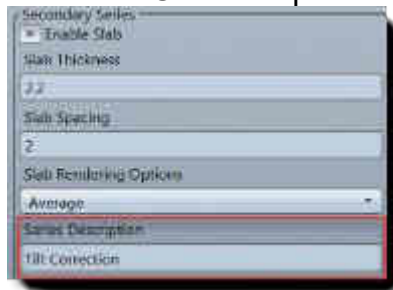 Secondary Series
Enable Slab
Slab Thickness
2.2
Slab Spacing
2
Slab Rendering Options
Average
Series Description
Tilt Correction